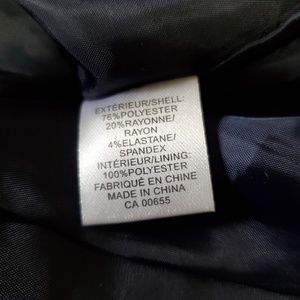 EXTÉRIEUR/SHELL:
76%POLYESTER
20%RAYONNE/
RAYON
4%ELASTANE/
SPANDEX
INTÉRIEUR/LINING:
100%POLYESTER
FABRIQUÉ EN CHINE
MADE IN CHINA
CA 00655